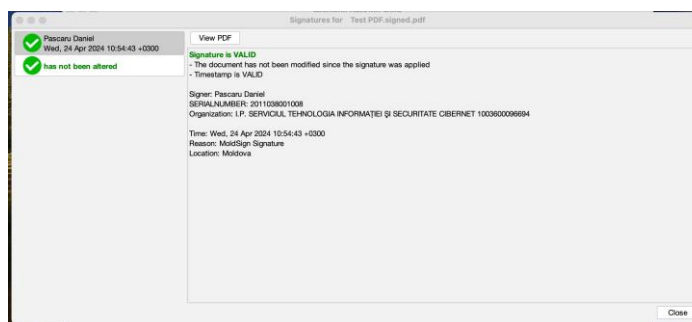 Signatures for Test PDF.signed.pdf
Pascaru Daniel
Wed, 24 Apr 2024 10:54:43 +0300
has not been altered
View PDF
Signature is VALID
- The document has not been modified since the signature was applied
- Timestamp is VALID
Signer: Pascaru Daniel
SERIALNUMBER: 2011038001008
Organization: I.P. SERVICIUL TEHNOLOGIA INFORMAȚIEI ȘI SECURITATE CIBERNET 1003600096694
Time: Wed, 24 Apr 2024 10:54:43 +0300
Reason: MoldSign Signature
Location: Moldova
Close